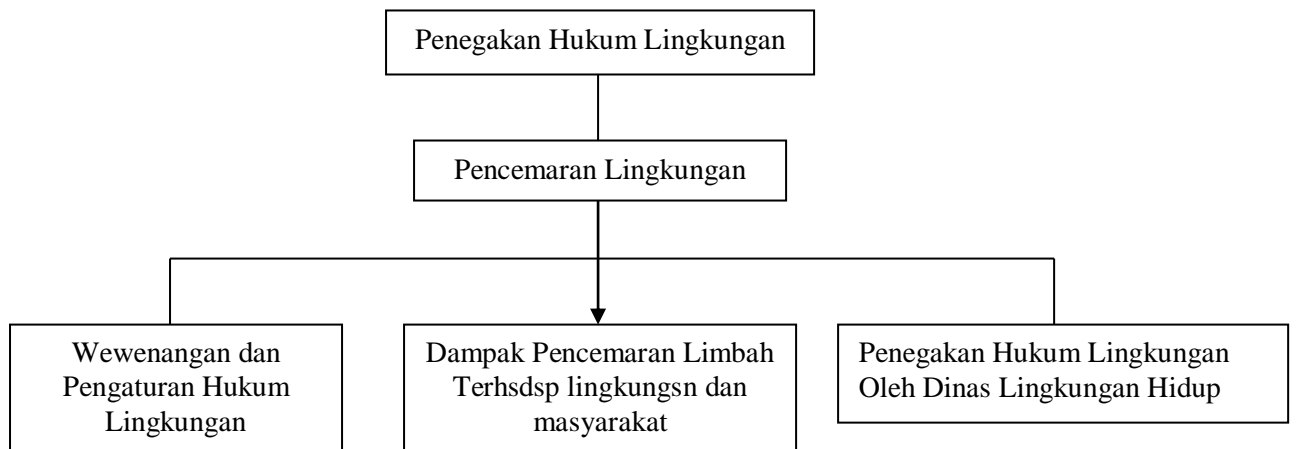 Penegakan Hukum Lingkungan
Pencemaran Lingkungan
Wewenangan dan
Pengaturan Hukum
Lingkungan
Dampak Pencemaran Limbah
Terhsdsp lingkungsn dan
masyarakat
Penegakan Hukum Lingkungan
Oleh Dinas Lingkungan Hidup